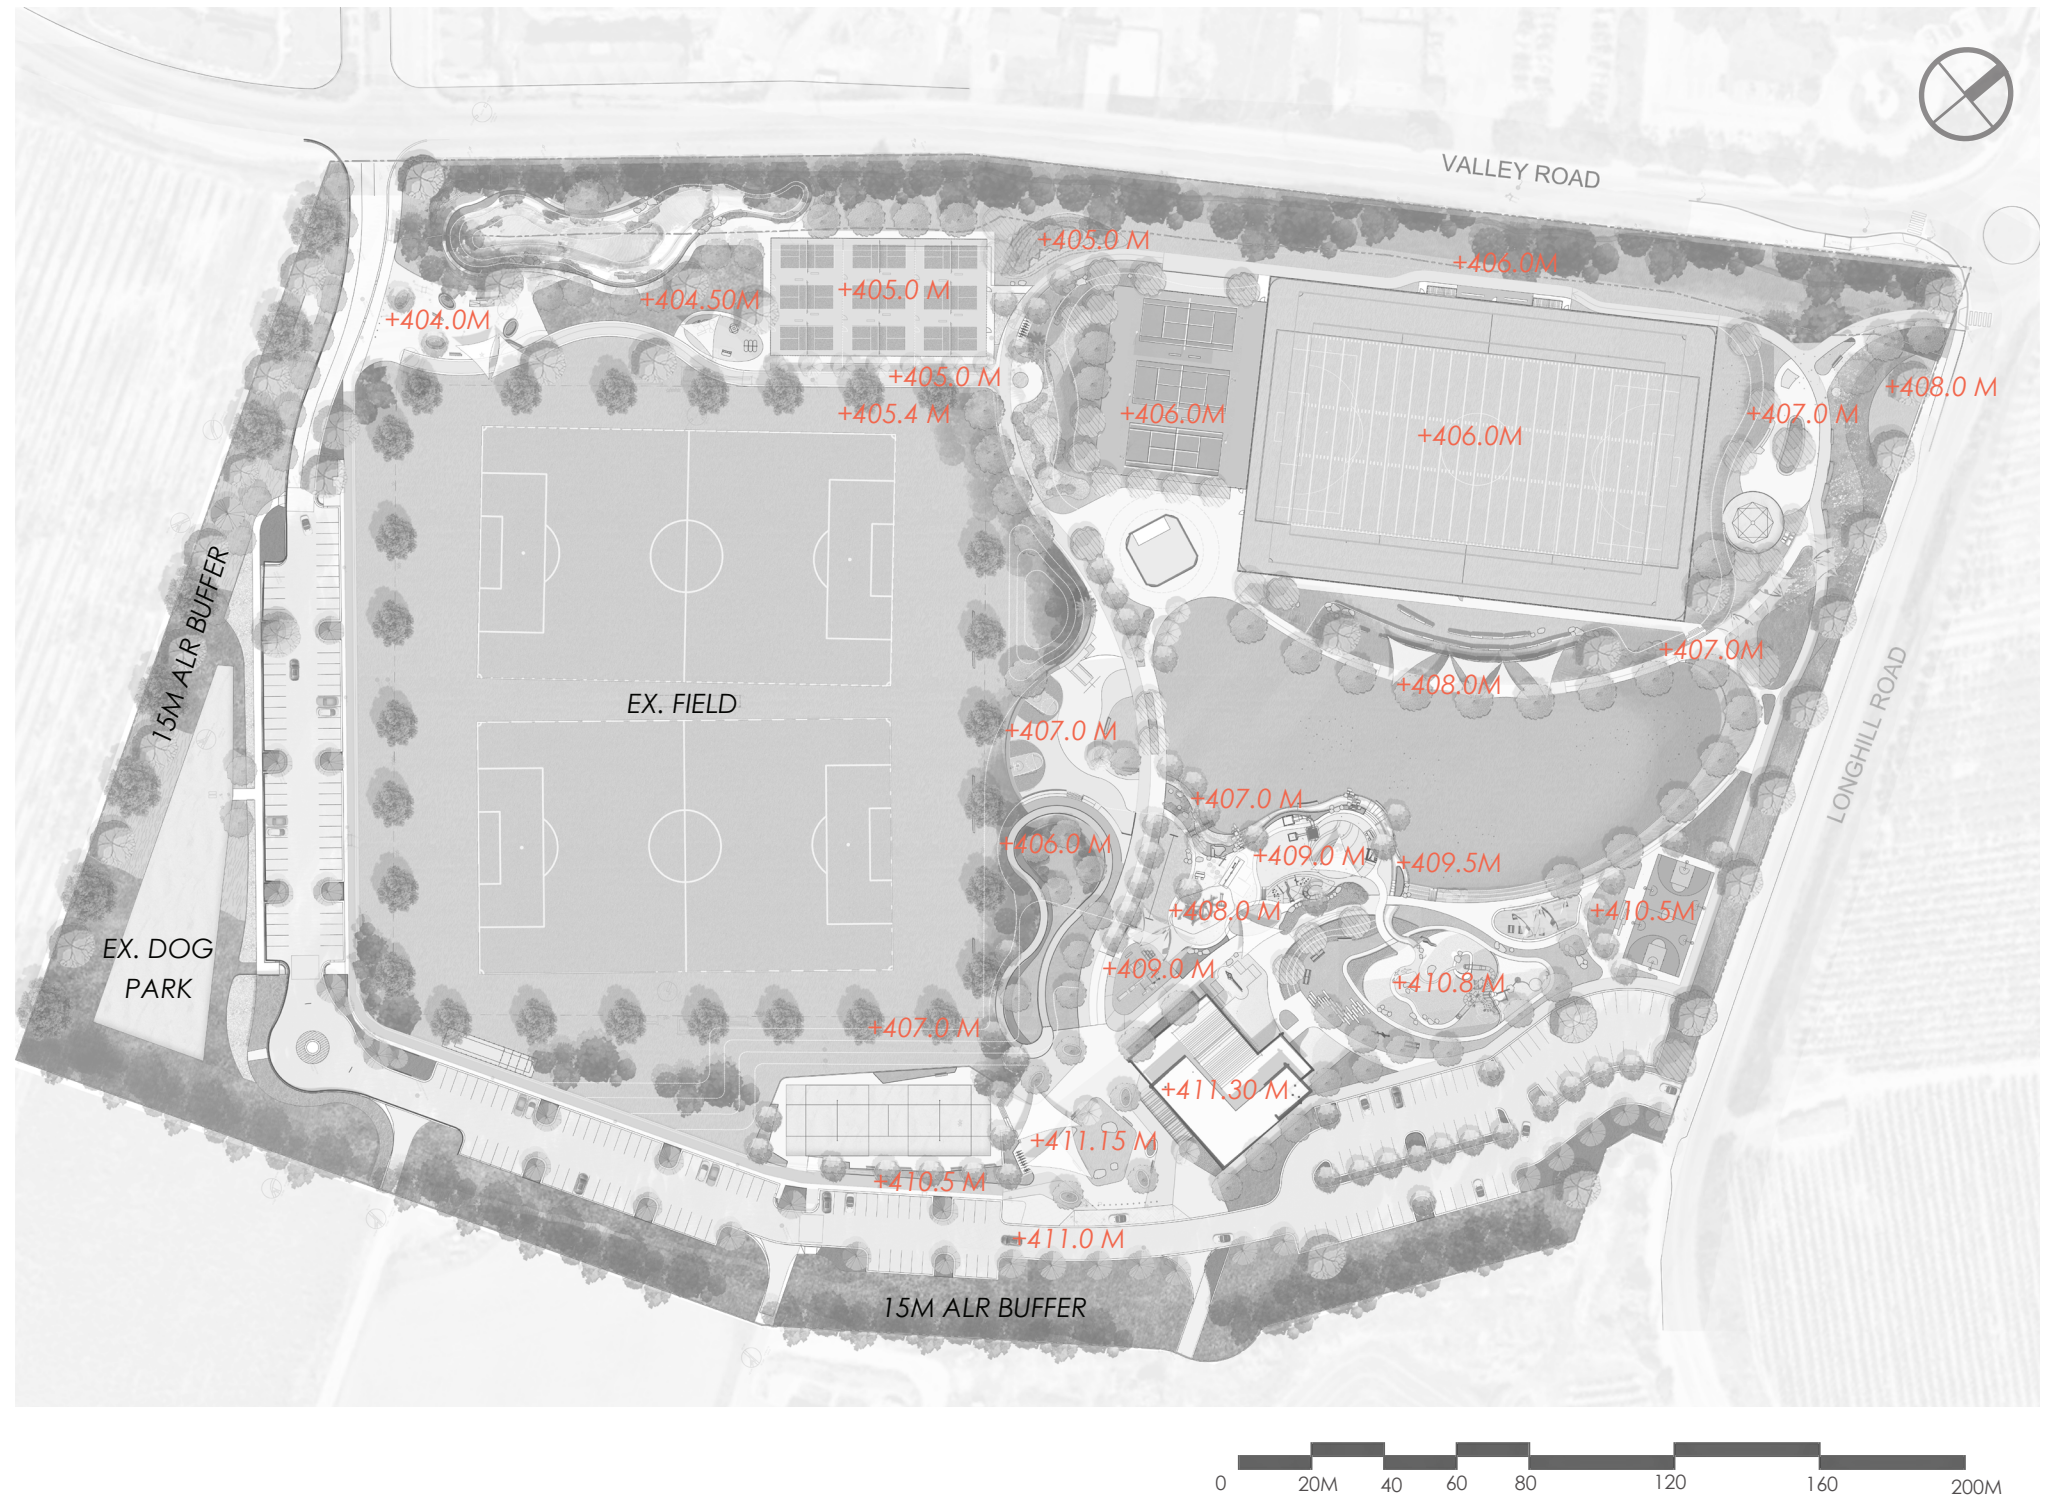 VALLEY ROAD
+405.0 M
+406.0M
+405.0 M
+404.50M
+404.0M
+405.0 M
+408.0 M
+407.0 M
+405.4 M
+406.0M
+406.0M
15M ALR BUFFER
+407.0M
+408.0M
LONGHILL ROAD
EX. FIELD
+407.0 M
+407.0 M
+406.0 M
+409.0 M
+409.5M
+408.0 M
+410.5M
EX. DOG
PARK
+409.0 M
+410.8 M
+407.0 M
+411.30 M
+411.15 M
+410.5 M
+411.0 M
15M ALR BUFFER
0 20M 40 60 80 120 160 200M